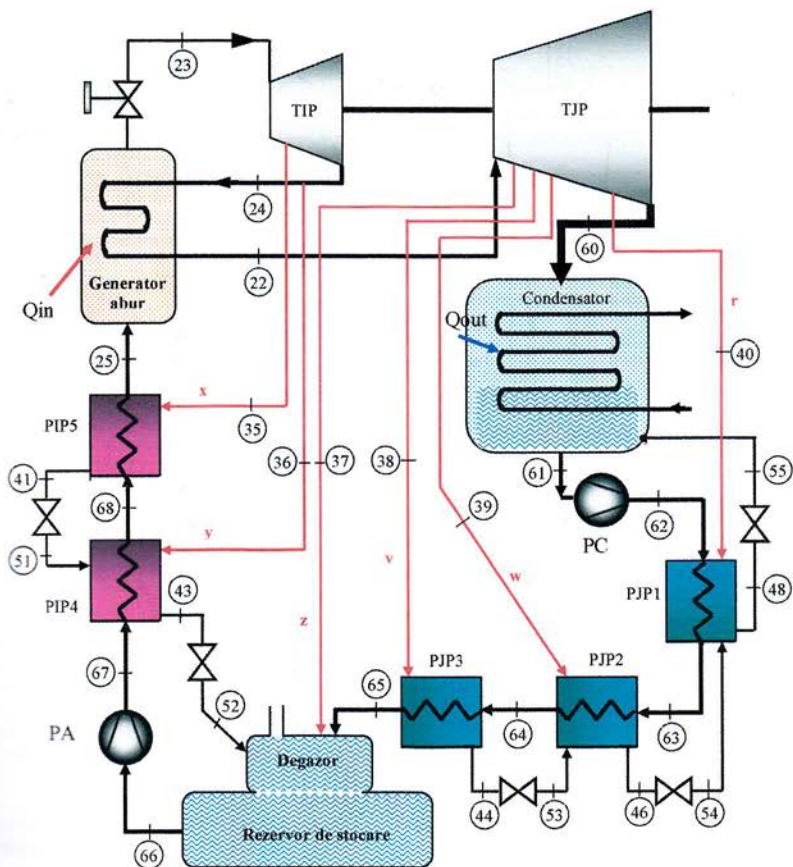 23
TIP
TJP
24
22
Generator
abur
Qin
60
Condensator
Qout
r
40
25
x
35
PIP5
41
68
36
37
38
39
61
62
PC
55
51
y
PIP4
43
v
w
PJP1
48
67
z
PJP3
PJP2
65
64
63
52
PA
Degazor
44
53
46
54
Rezervor de stocare
66